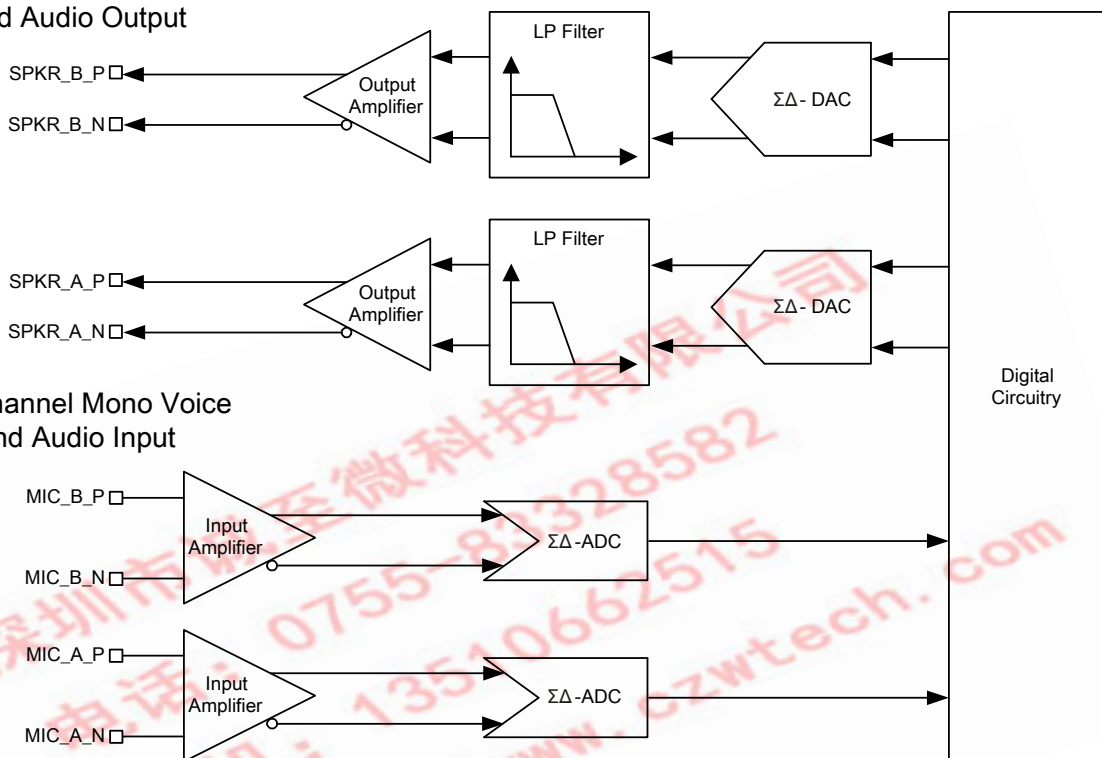 d Audio Output
SPKR_B_P
SPKR_B_N
Output
Amplifier
LP Filter
ΣΔ- DAC
SPKR_A_P
SPKR_A_N
Output
Amplifier
LP Filter
ΣΔ- DAC
Digital
Circuitry
hannel Mono Voice
nd Audio Input
MIC_B_P
MIC_B_N
Input
Amplifier
ΣΔ-ADC
MIC_A_P
MIC_A_N
Input
Amplifier
ΣΔ-ADC
深圳市诚至微科技有限公司
电话：0755-83328582
13510662515
www.czwtech.com